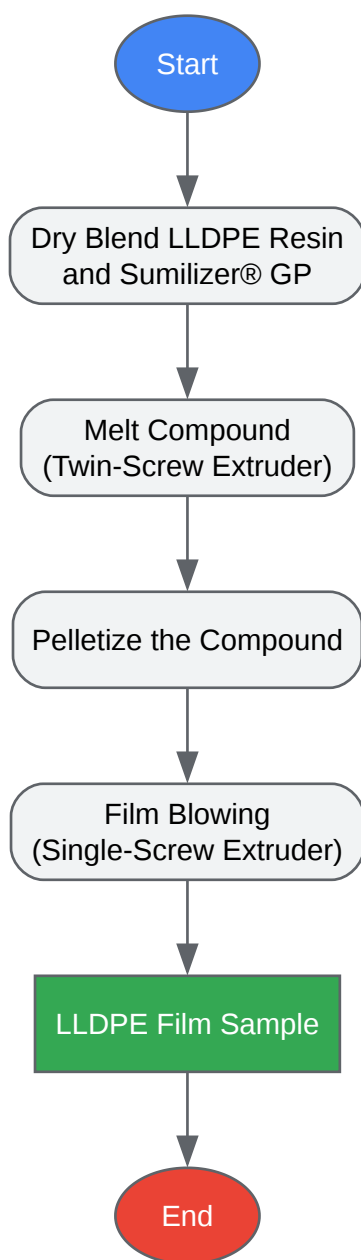 Start
Dry Blend LLDPE Resin
and Sumilizer® GP
Melt Compound
(Twin-Screw Extruder)
Pelletize the Compound
Film Blowing
(Single-Screw Extruder)
LLDPE Film Sample
End